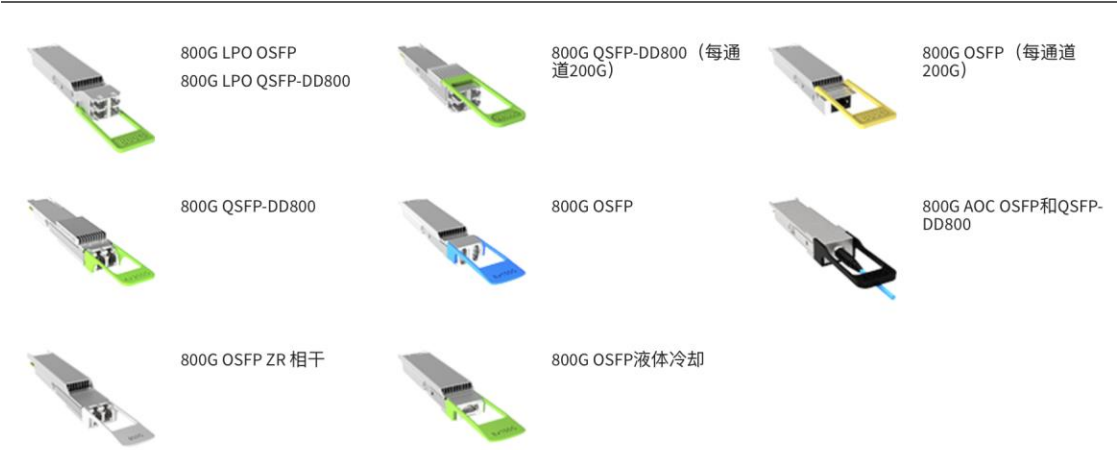 800G LPO OSFP
800G LPO QSFP-DD800
800G QSFP-DD800（每通
道200G）
800G OSFP（每通道
200G）
800G QSFP-DD800
800G OSFP
800G AOC OSFP和QSFP-
DD800
800G OSFP ZR 相干
800G OSFP液体冷却